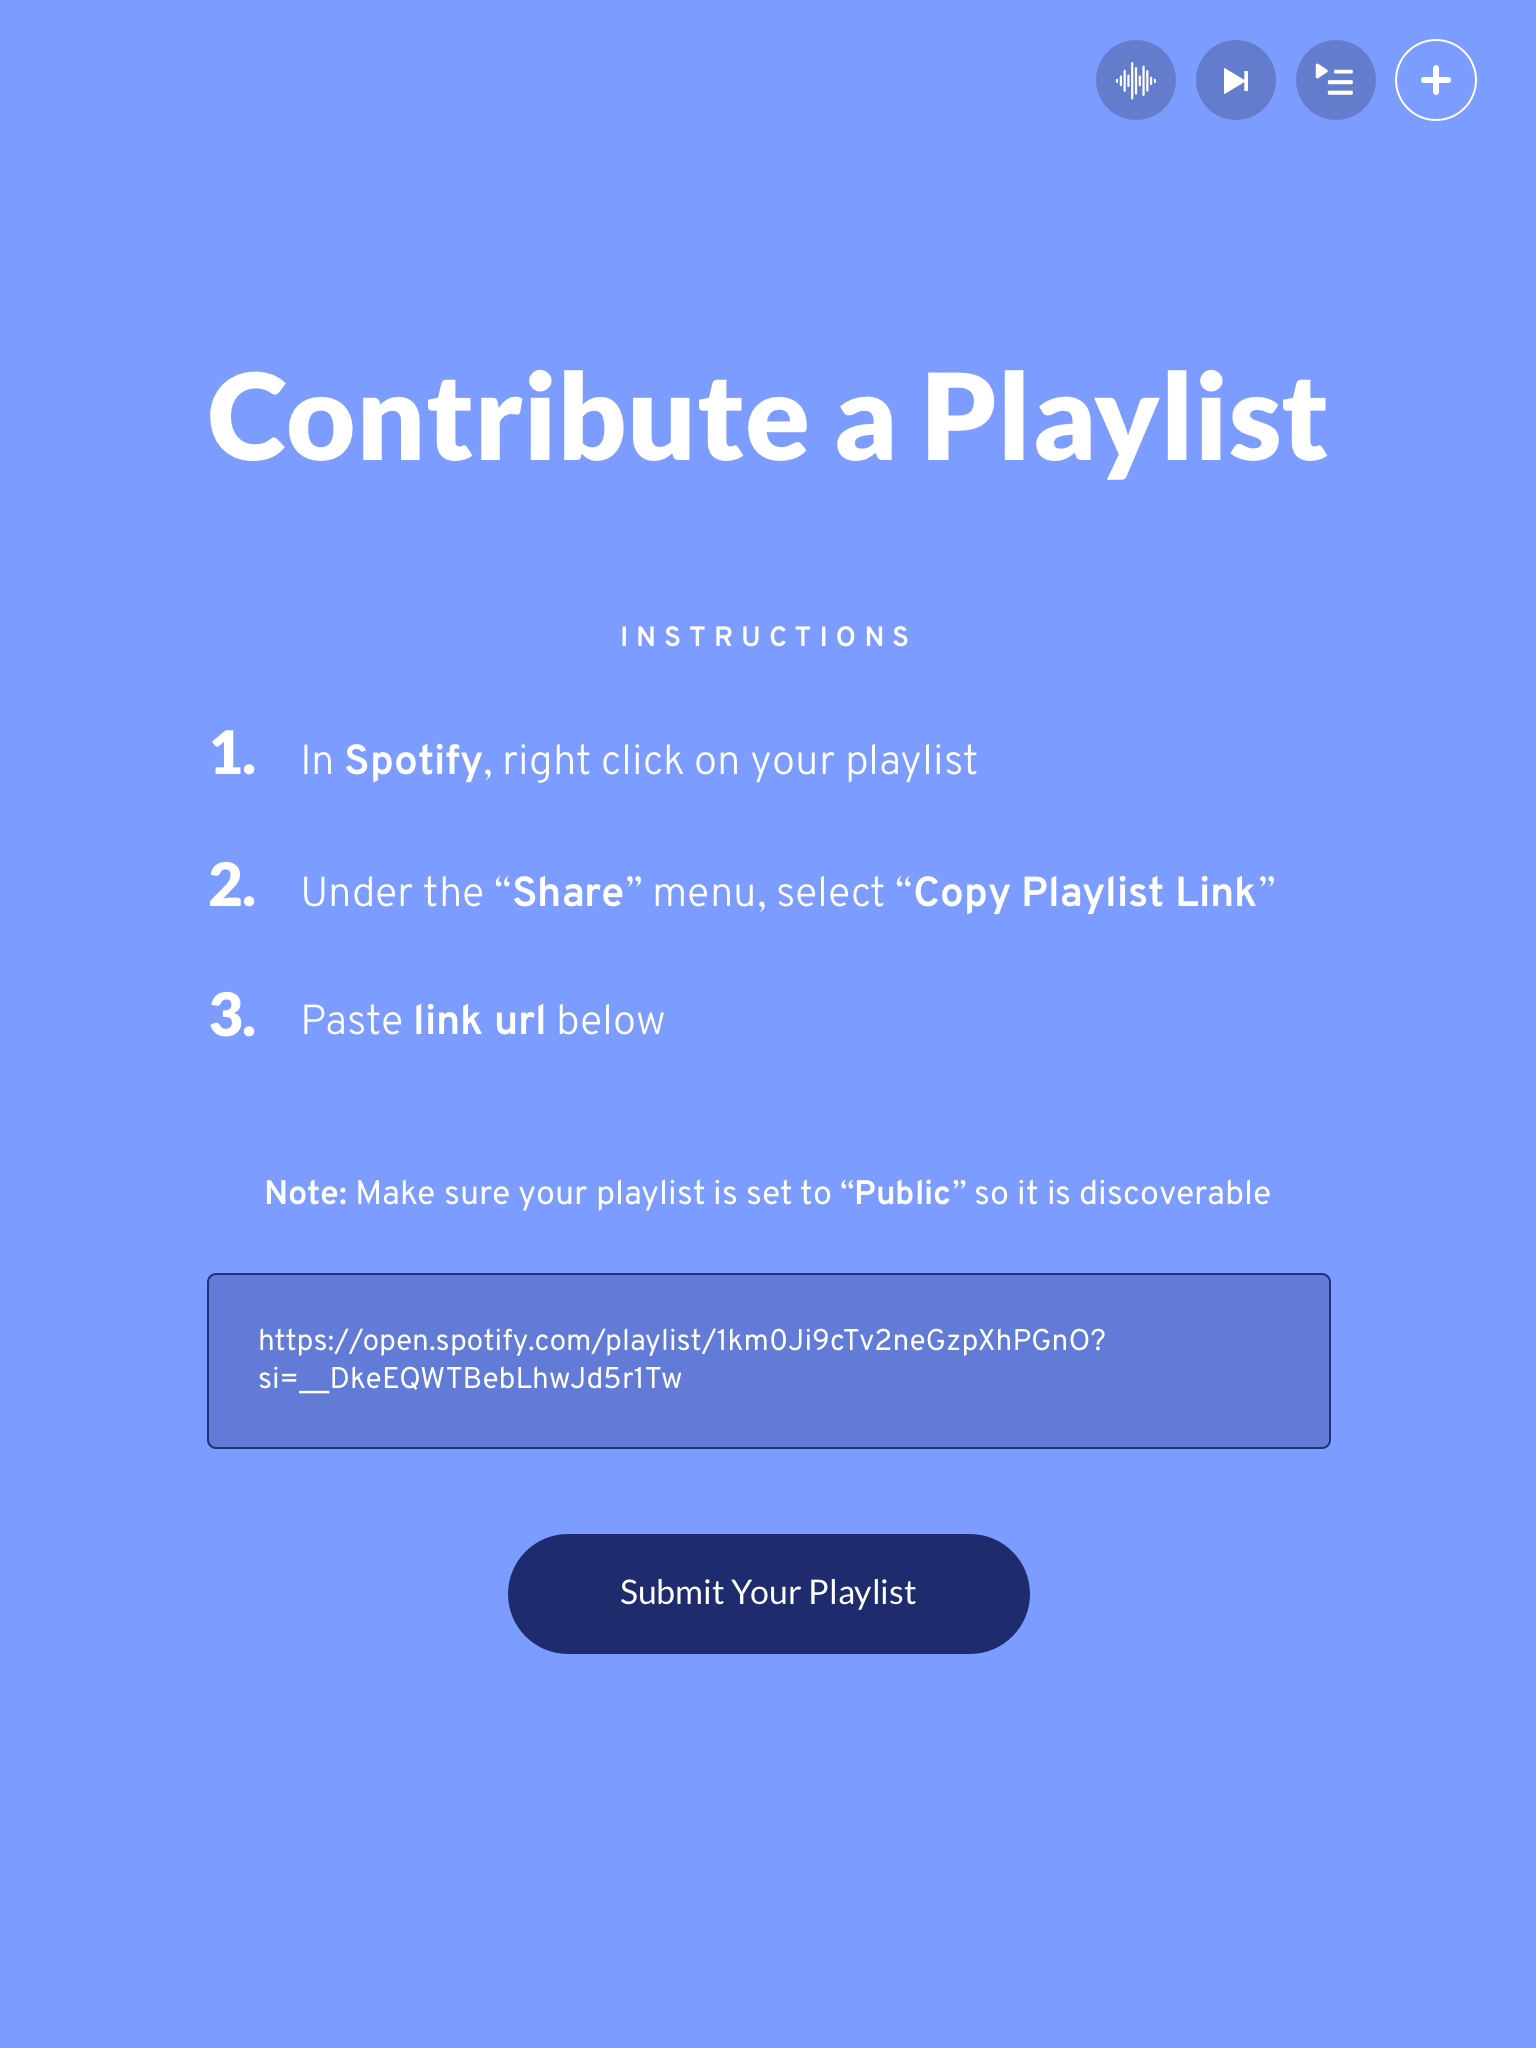 Contribute a Playlist
INSTRUCTIONS
1. In Spotify, right click on your playlist
2. Under the “Share” menu, select “Copy Playlist Link”
3. Paste link url below
Note: Make sure your playlist is set to “Public” so it is discoverable
https://open.spotify.com/playlist/1km0Ji9cTv2neGzpXhPGnO?
si=__DkeEQWTBebLhwJd5r1Tw
Submit Your Playlist